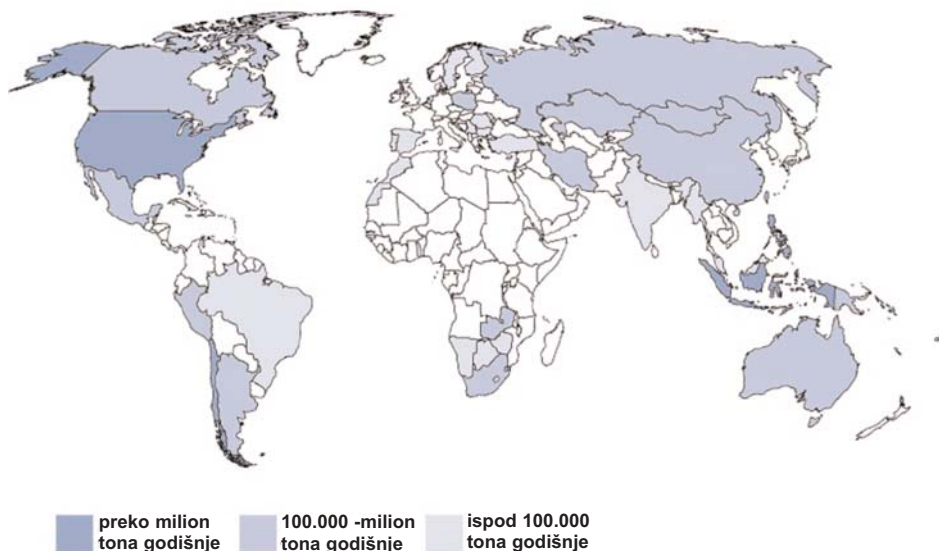 preko milion
tona godišnje
100.000 -milion
tona godišnje
ispod 100.000
tona godišnje